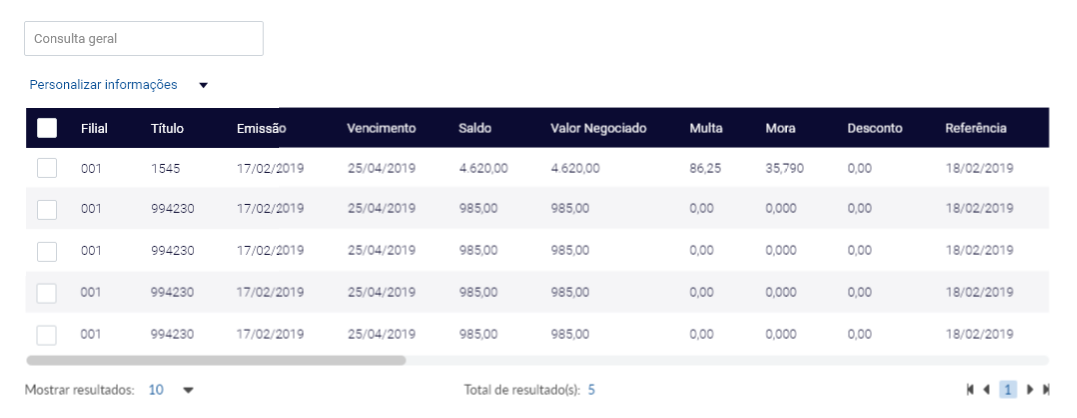 Consulta geral
Personalizar informações
Filial Título Emissão Vencimento Saldo Valor Negociado Multa Mora Desconto Referência
001 1545 17/02/2019 25/04/2019 4.620,00 4.620,00 86,25 35,790 0,00 18/02/2019
001 994230 17/02/2019 25/04/2019 985,00 985,00 0,00 0,000 0,00 18/02/2019
001 994230 17/02/2019 25/04/2019 985,00 985,00 0,00 0,000 0,00 18/02/2019
001 994230 17/02/2019 25/04/2019 985,00 985,00 0,00 0,000 0,00 18/02/2019
001 994230 17/02/2019 25/04/2019 985,00 985,00 0,00 0,000 0,00 18/02/2019
Mostrar resultados: 10 Total de resultado(s): 5 1